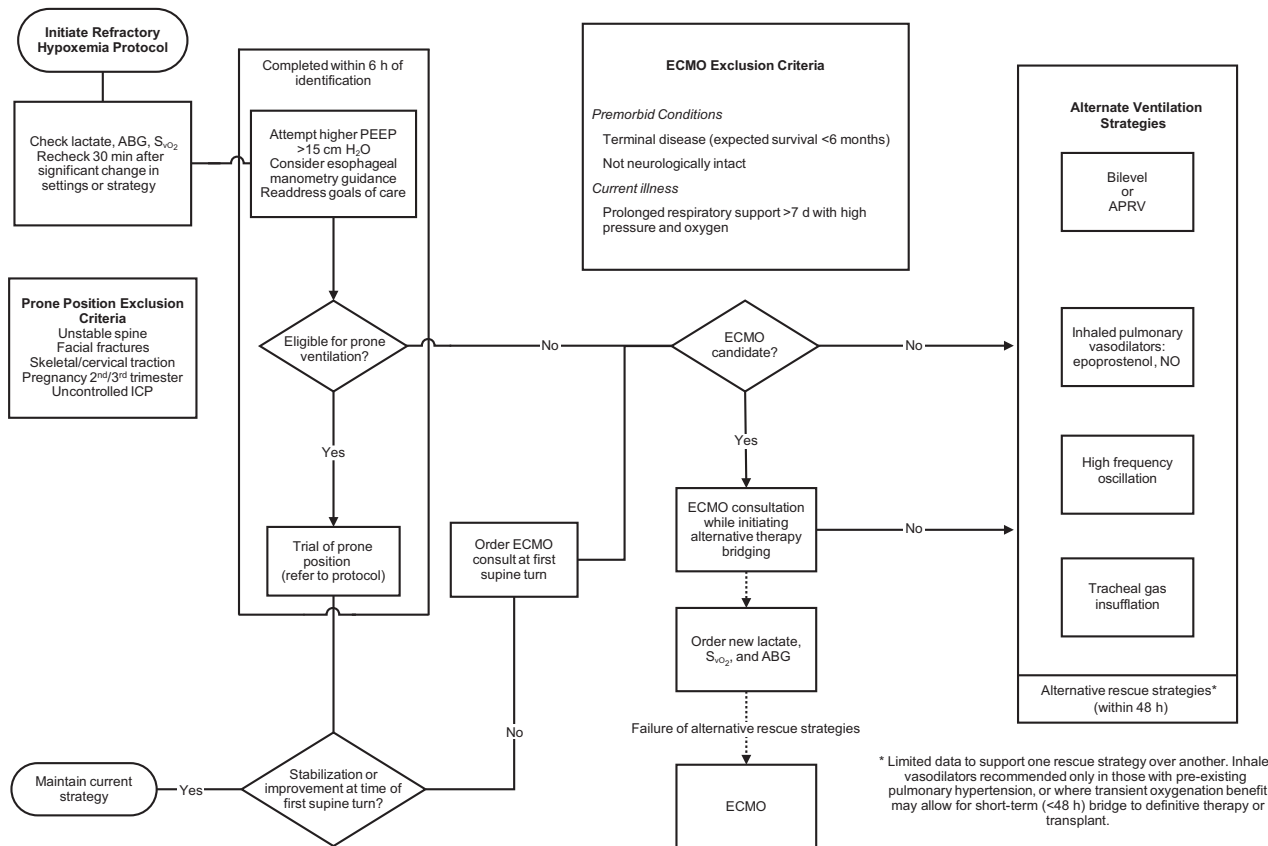 Initiate Refractory
Hypoxemia Protocol
Check lactate, ABG, SvO2
Recheck 30 min after
significant change in
settings or strategy
Prone Position Exclusion
Criteria
Unstable spine
Facial fractures
Skeletal/cervical traction
Pregnancy 2nd/3rd trimester
Uncontrolled ICP
Completed within 6 h of
identification
Attempt higher PEEP
>15 cm H2O
Consider esophageal
manometry guidance
Readdress goals of care
Eligible for prone
ventilation?
No
Yes
Trial of prone
position
(refer to protocol)
Stabilization or
improvement at time of
first supine turn?
Yes
Maintain current
strategy
No
Order ECMO
consult at first
supine turn
ECMO Exclusion Criteria
Premorbid Conditions
Terminal disease (expected survival <6 months)
Not neurologically intact
Current illness
Prolonged respiratory support >7 d with high
pressure and oxygen
ECMO
candidate?
No
Yes
ECMO consultation
while initiating
alternative therapy
bridging
No
Order new lactate,
SvO2, and ABG
Failure of alternative rescue strategies
ECMO
Alternate Ventilation
Strategies
Bilevel
or
APRV
Inhaled pulmonary
vasodilators:
epoprostenol, NO
High frequency
oscillation
Tracheal gas
insufflation
Alternative rescue strategies*
(within 48 h)
* Limited data to support one rescue strategy over another. Inhale
vasodilators recommended only in those with pre-existing
pulmonary hypertension, or where transient oxygenation benefit
may allow for short-term (<48 h) bridge to definitive therapy or
transplant.